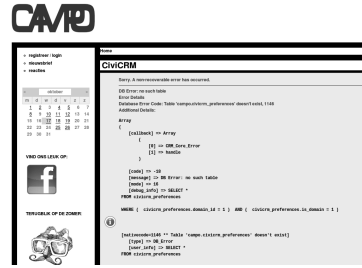 CAMPO
registreer / login
nieuwsbrief
reacties
Home
CiviCRM
Sorry. A non-recoverable error has occurred.
DB Error: no such table
Error Details
Database Error Code: Table 'campo.civicrm_preferences' doesn't exist, 1146
Additional Details:
Array
(
[callback] => Array
(
[0] => CRM_Core_Error
[1] => handle
)
[code] => -18
[message] => DB Error: no such table
[mode] => 16
[debug_info] => SELECT *
FROM civicrm_preferences
WHERE ( civicrm_preferences.domain_id = 1 ) AND ( civicrm_preferences.is_domain = 1 )
[nativecode=1146 ** Table 'campo.civicrm_preferences' doesn't exist]
[type] => DB_Error
[user_info] => SELECT *
FROM civicrm_preferences
oktober
m d w d v z z
1 2 3 4 5 6 7
8 9 10 11 12 13 14
15 16 17 18 19 20 21
22 23 24 25 26 27 28
29 30 31
VIND ONS LEUK OP:
f
TERUGBLIK OP DE ZOMER: